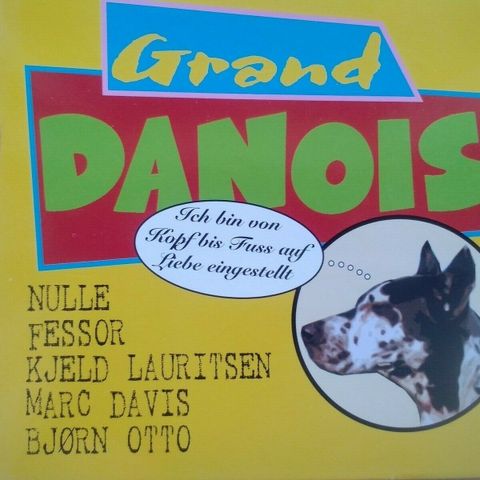 Grand
DANOIS
Ich bin von
Kopf bis Fuss auf
Liebe eingestellt
NULLE
FESSOR
KJELD LAURITSEN
MARC DAVIS
BJØRN OTTO